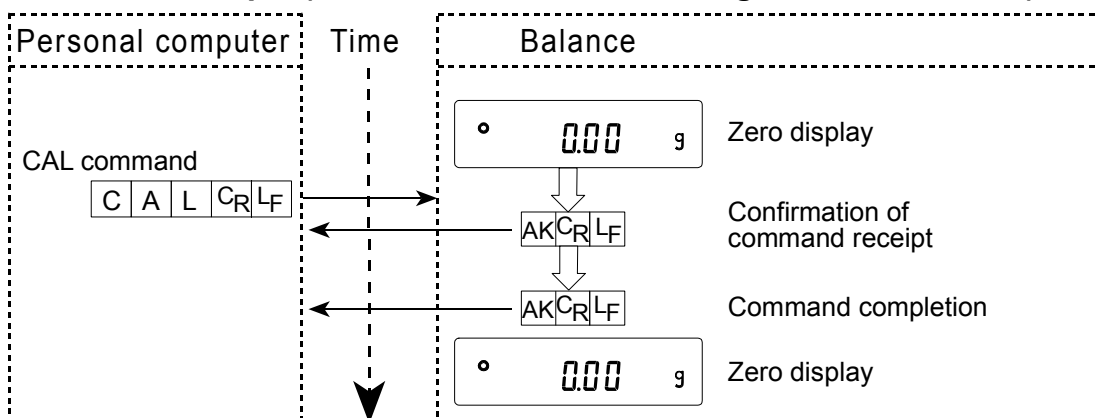 Personal computer Time Balance
0.00 g Zero display
CAL command
C A L CR LF
AK CR LF Confirmation of
command receipt
AK CR LF Command completion
0.00 g Zero display